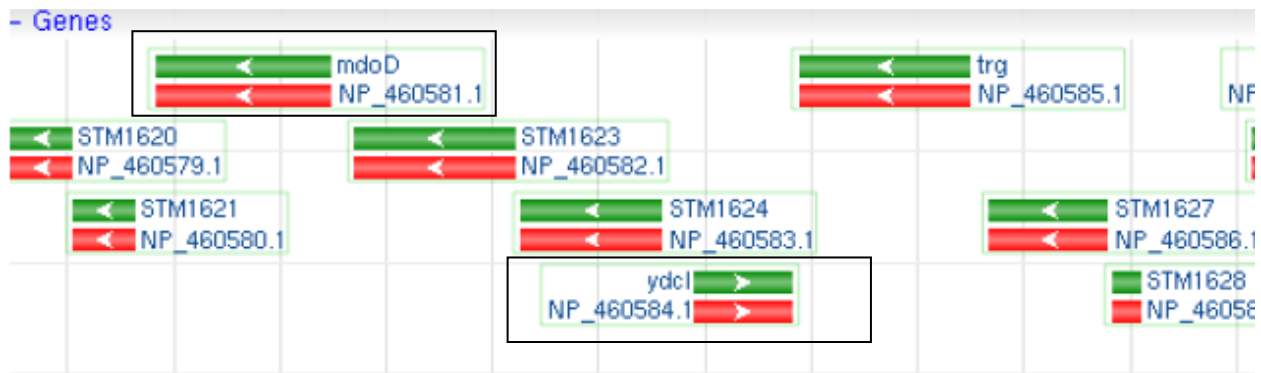 – Genes
mdoD
NP_460581.1
trg
NP_460585.1
NP
STM1620
NP_460579.1
STM1623
NP_460582.1
STM1621
NP_460580.1
STM1624
NP_460583.1
STM1627
NP_460586.1
ydcI
NP_460584.1
STM1628
NP_46058